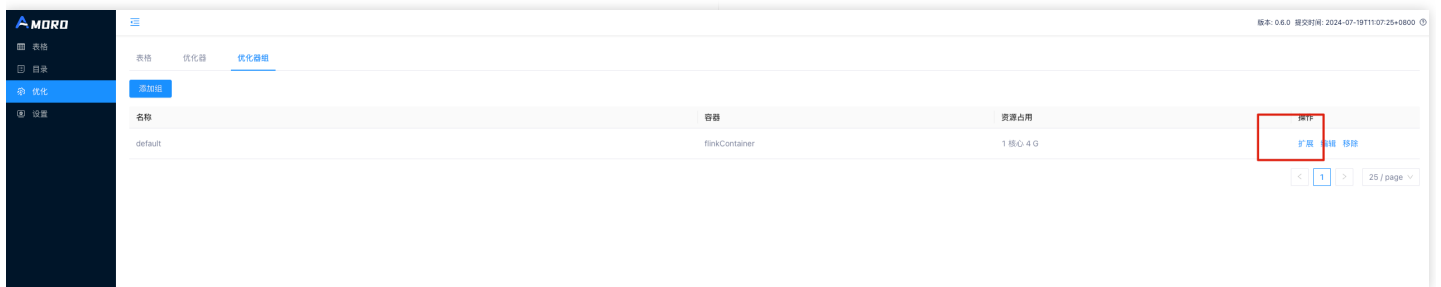 AMORO
版本: 0.6.0 提交时间: 2024-07-19T11:07:25+0800
表格
目录
优化
设置
表格 优化器 优化器组
添加组
名称 容器 资源占用 操作
default flinkContainer 1 核心 4 G 扩展 编辑 移除
< 1 > 25 / page